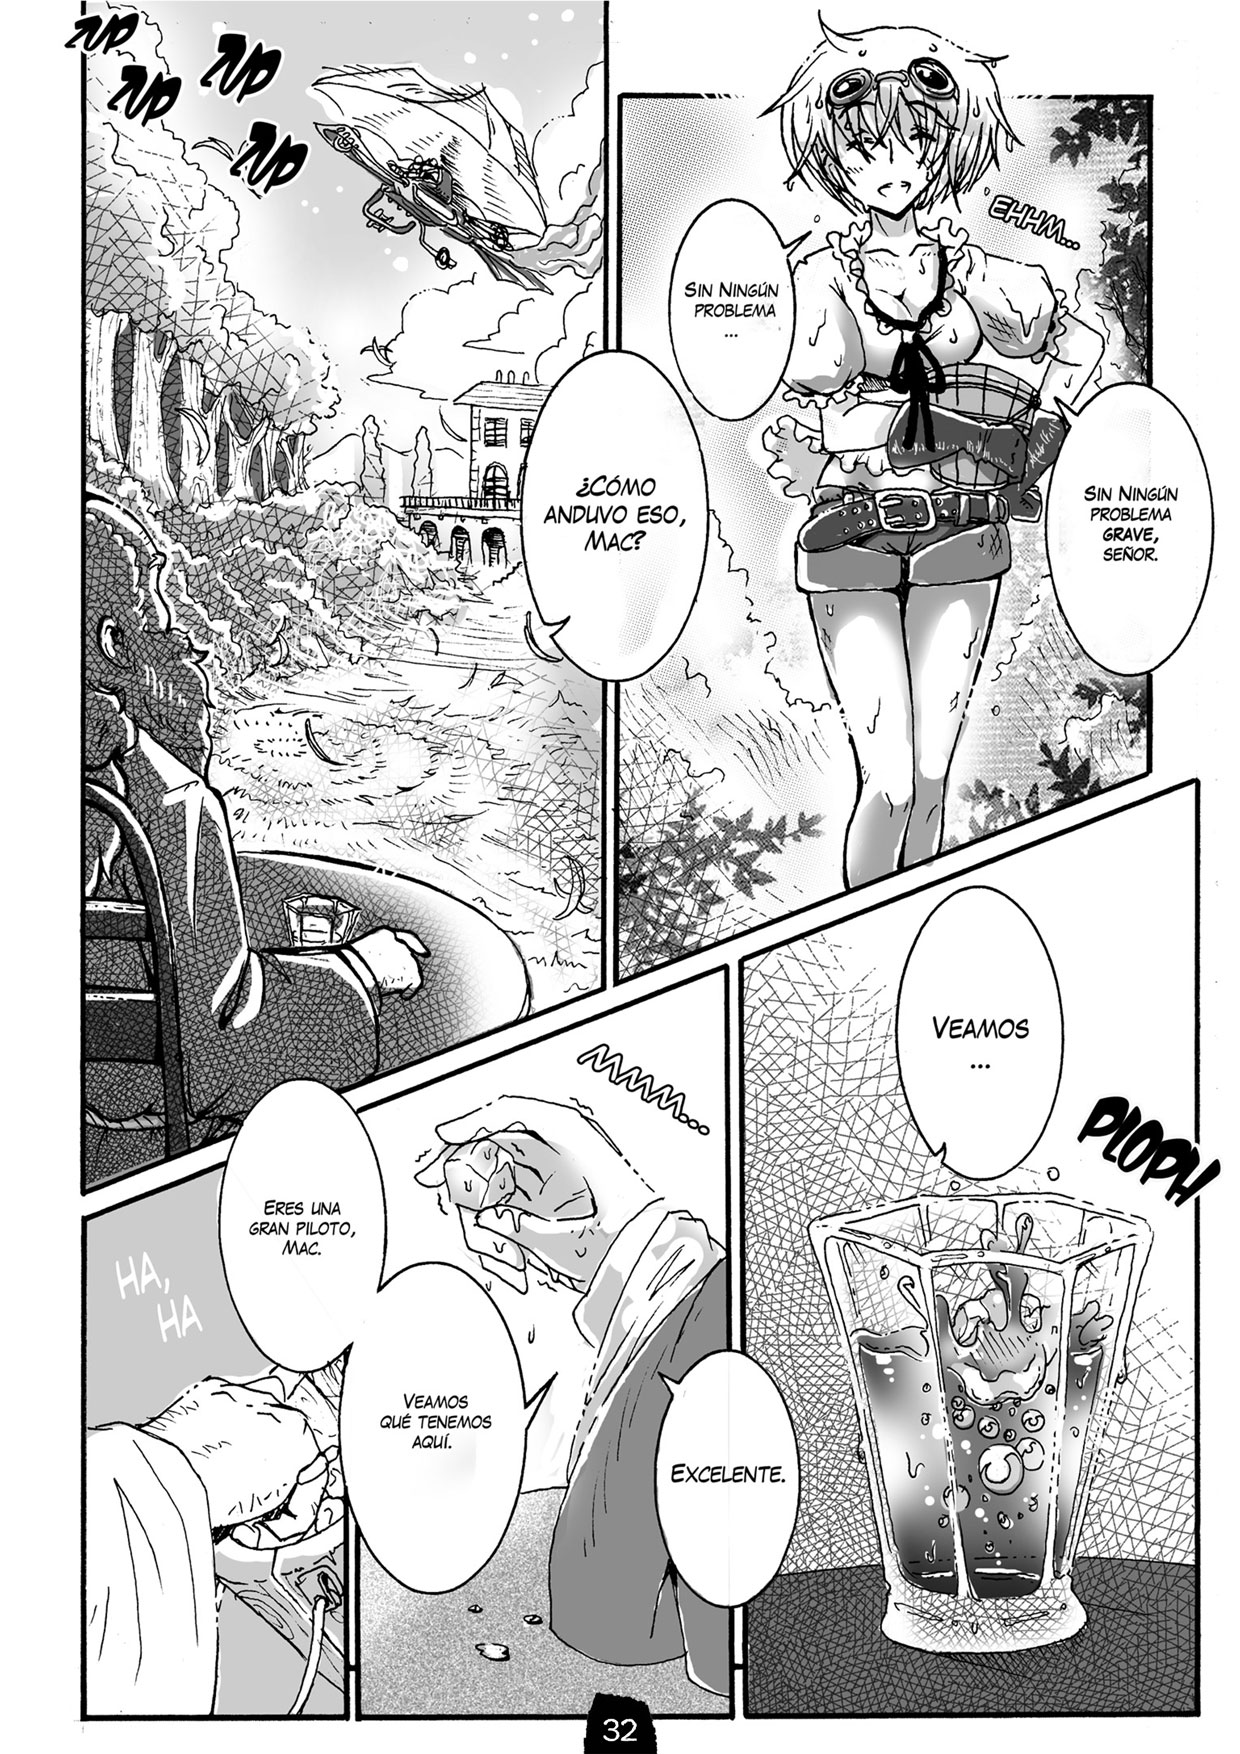 ZUP
ZUP
ZUP
ZUP
¿CÓMO
ANDUVO ESO,
MAC?
SIN NINGÚN
PROBLEMA
...
EHHM...
SIN NINGÚN
PROBLEMA
GRAVE,
SEÑOR.
HA,
HA
ERES UNA
GRAN PILOTO,
MAC.
VEAMOS
QUÉ TENEMOS
AQUÍ.
MMM...
EXCELENTE.
VEAMOS
...
PLOPH
32